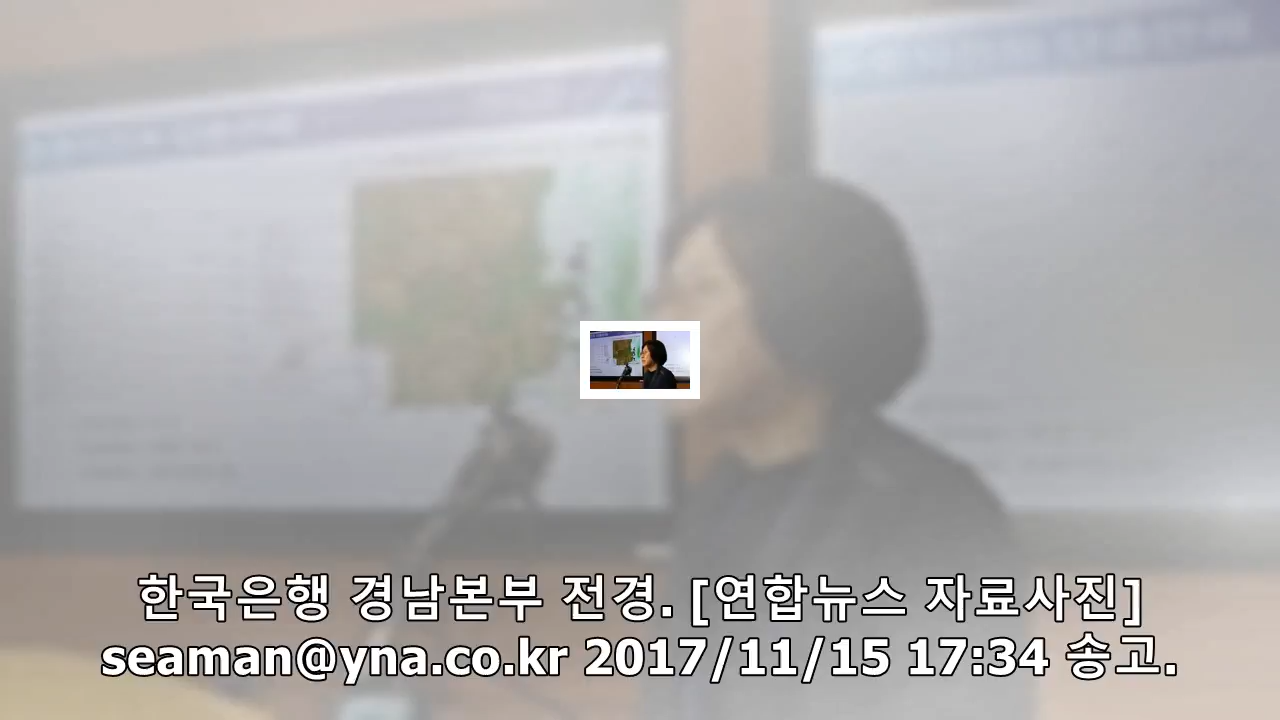 한국은행 경남본부 전경. [연합뉴스 자료사진]
seaman@yna.co.kr 2017/11/15 17:34 송고.